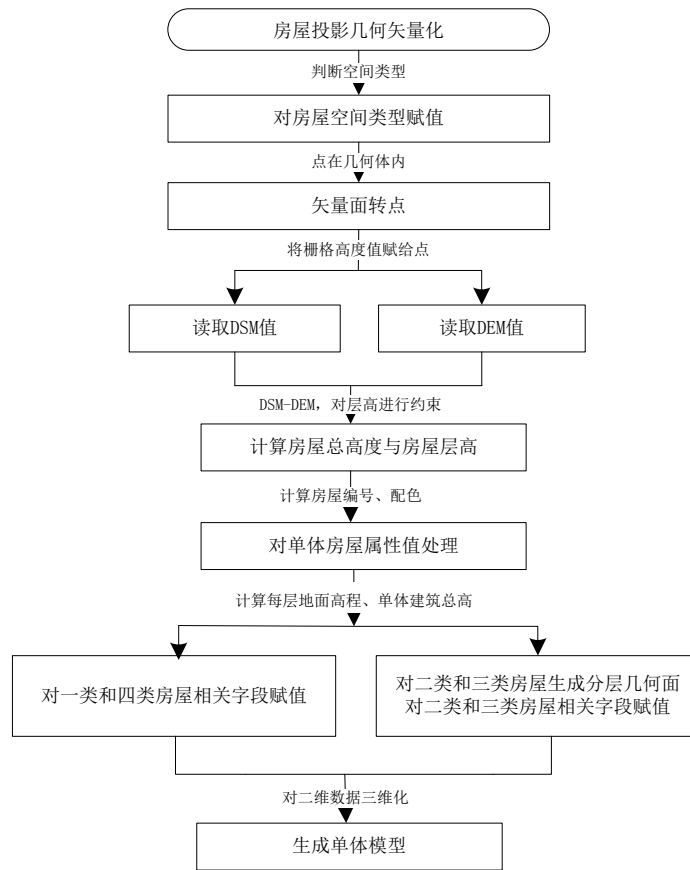 房屋投影几何矢量化
判断空间类型
对房屋空间类型赋值
点在几何体内
矢量面转点
将栅格高度值赋给点
读取DSM值
读取DEM值
DSM-DEM，对层高进行约束
计算房屋总高度与房屋层高
计算房屋编号、配色
对单体房屋属性值处理
计算每层地面高程、单体建筑总高
对一类和四类房屋相关字段赋值
对二类和三类房屋生成分层几何面
对二类和三类房屋相关字段赋值
对二维数据三维化
生成单体模型